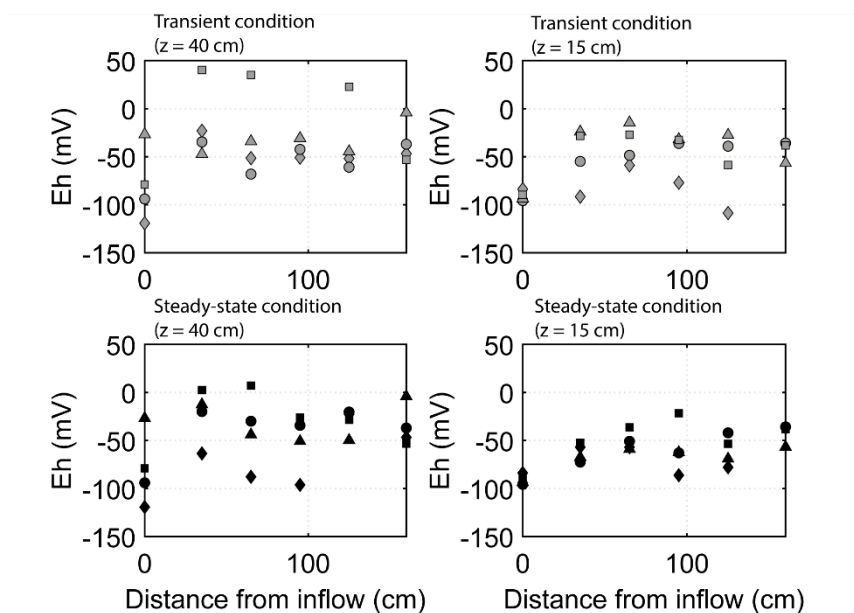 Transient condition
(z = 40 cm)
Transient condition
(z = 15 cm)
50
0
-50
-100
-150
Eh (mV)
0
100
50
0
-50
-100
-150
Eh (mV)
0
100
Steady-state condition
(z = 40 cm)
Steady-state condition
(z = 15 cm)
50
0
-50
-100
-150
Eh (mV)
0
100
Distance from inflow (cm)
50
0
-50
-100
-150
Eh (mV)
0
100
Distance from inflow (cm)